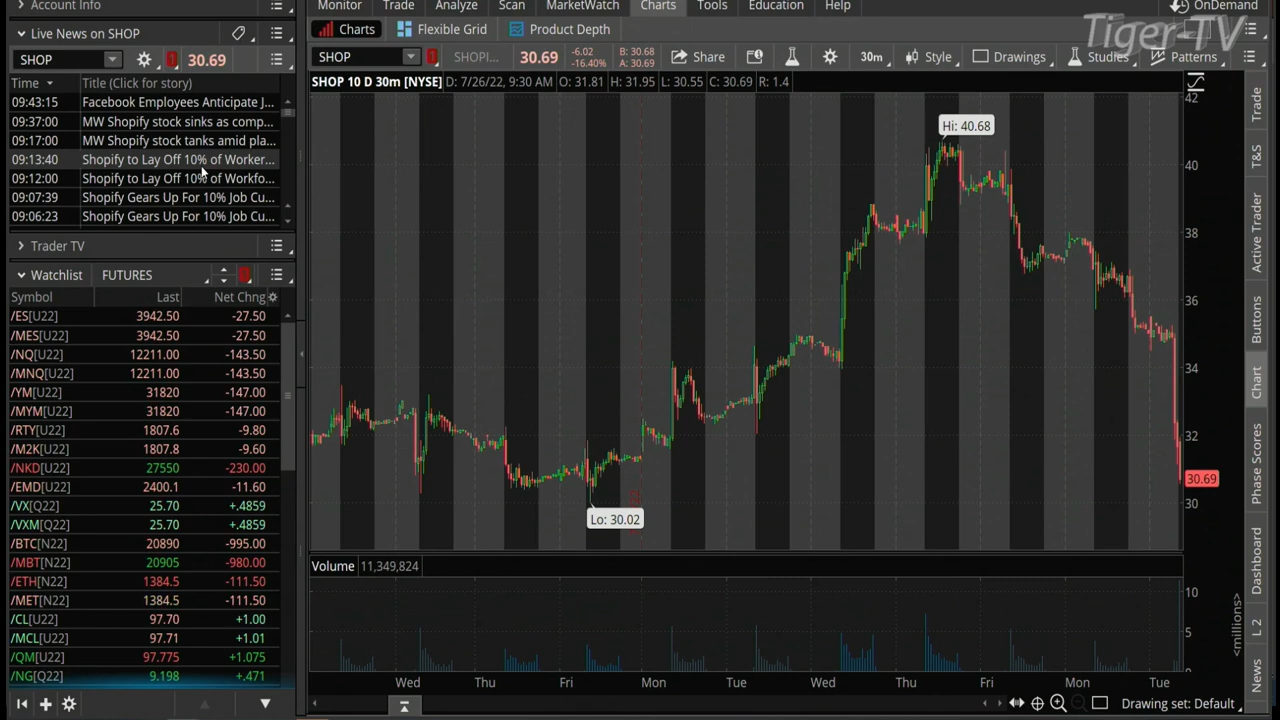 Account Info
Monitor Trade Analyze Scan MarketWatch Charts Tools Education Help
OnDemand
Tiger-TV
Live News on SHOP
Charts Flexible Grid Product Depth
SHOP 30.69
SHOP SHOPI... 30.69 -6.02 -16.40% B: 30.68 A: 30.69 Share 30m Style Drawings Studies Patterns
Time Title (Click for story)
09:43:15 Facebook Employees Anticipate J...
09:37:00 MW Shopify stock sinks as comp...
09:17:00 MW Shopify stock tanks amid pla...
09:13:40 Shopify to Lay Off 10% of Worker...
09:12:00 Shopify to Lay Off 10% of Workfo...
09:07:39 Shopify Gears Up For 10% Job Cu...
09:06:23 Shopify Gears Up For 10% Job Cu...
Trader TV
Watchlist FUTURES
Symbol Last Net Chng
/ES[U22] 3942.50 -27.50
/MES[U22] 3942.50 -27.50
/NQ[U22] 12211.00 -143.50
/MNQ[U22] 12211.00 -143.50
/YM[U22] 31820 -147.00
/MYM[U22] 31820 -147.00
/RTY[U22] 1807.6 -9.80
/M2K[U22] 1807.8 -9.60
/NKD[U22] 27550 -230.00
/EMD[U22] 2400.1 -11.60
/VX[Q22] 25.70 +.4859
/VXM[Q22] 25.70 +.4859
/BTC[N22] 20890 -995.00
/MBT[N22] 20905 -980.00
/ETH[N22] 1384.5 -111.50
/MET[N22] 1384.5 -111.50
/CL[U22] 97.70 +1.00
/MCL[U22] 97.71 +1.01
/QM[U22] 97.775 +1.075
/NG[Q22] 9.198 +.471
SHOP 10 D 30m [NYSE] D: 7/26/22, 9:30 AM O: 31.81 H: 31.95 L: 30.55 C: 30.69 R: 1.4
Hi: 40.68
Lo: 30.02
42
40
38
36
34
32
30.69
30
Volume 11,349,824
10
5
0
<millions>
Wed Thu Fri Mon Tue Wed Thu Fri Mon Tue
Drawing set: Default
Trade
T&S
Active Trader
Buttons
Chart
Phase Scores
Dashboard
L 2
News